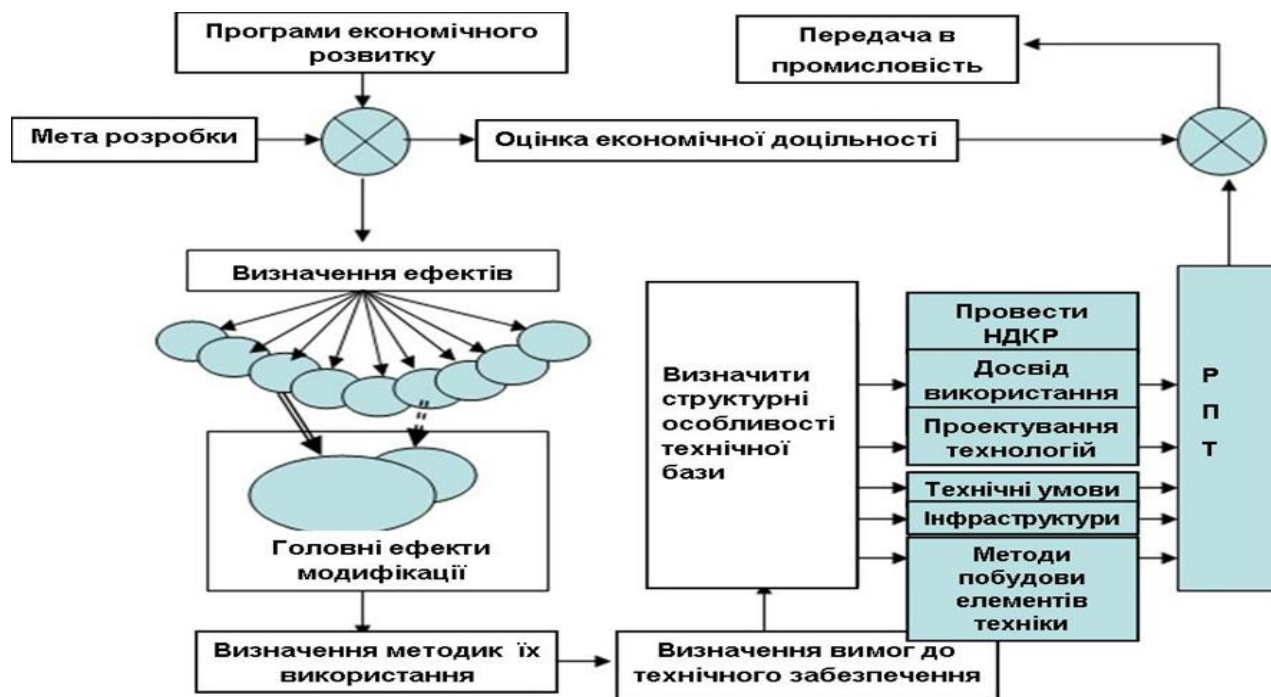 Програми економічного
розвитку
Передача в
промисловість
Мета розробки
Оцінка економічної доцільності
Визначення ефектів
Визначити
структурні
особливості
технічної
бази
Провести
НДКР
Досвід
використання
Проектування
технологій
Технічні умови
Інфраструктури
Методи
побудови
елементів
техніки
Р
П
Т
Головні ефекти
модифікації
Визначення методик їх
використання
Визначення вимог до
технічного забезпечення